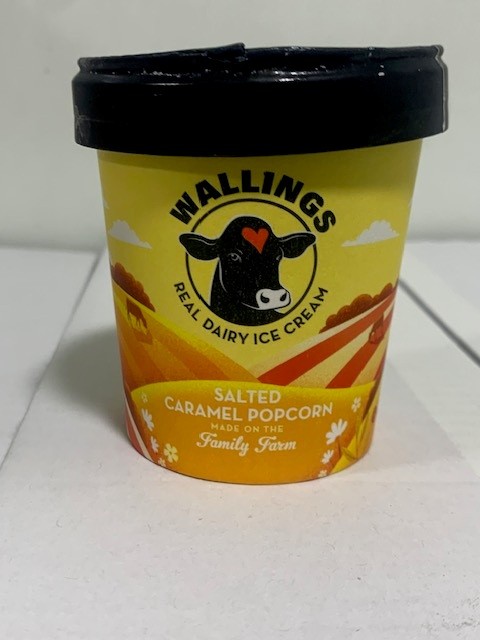 WALLINGS
REAL DAIRY ICE CREAM
SALTED
CARAMEL POPCORN
MADE ON THE
Family Farm